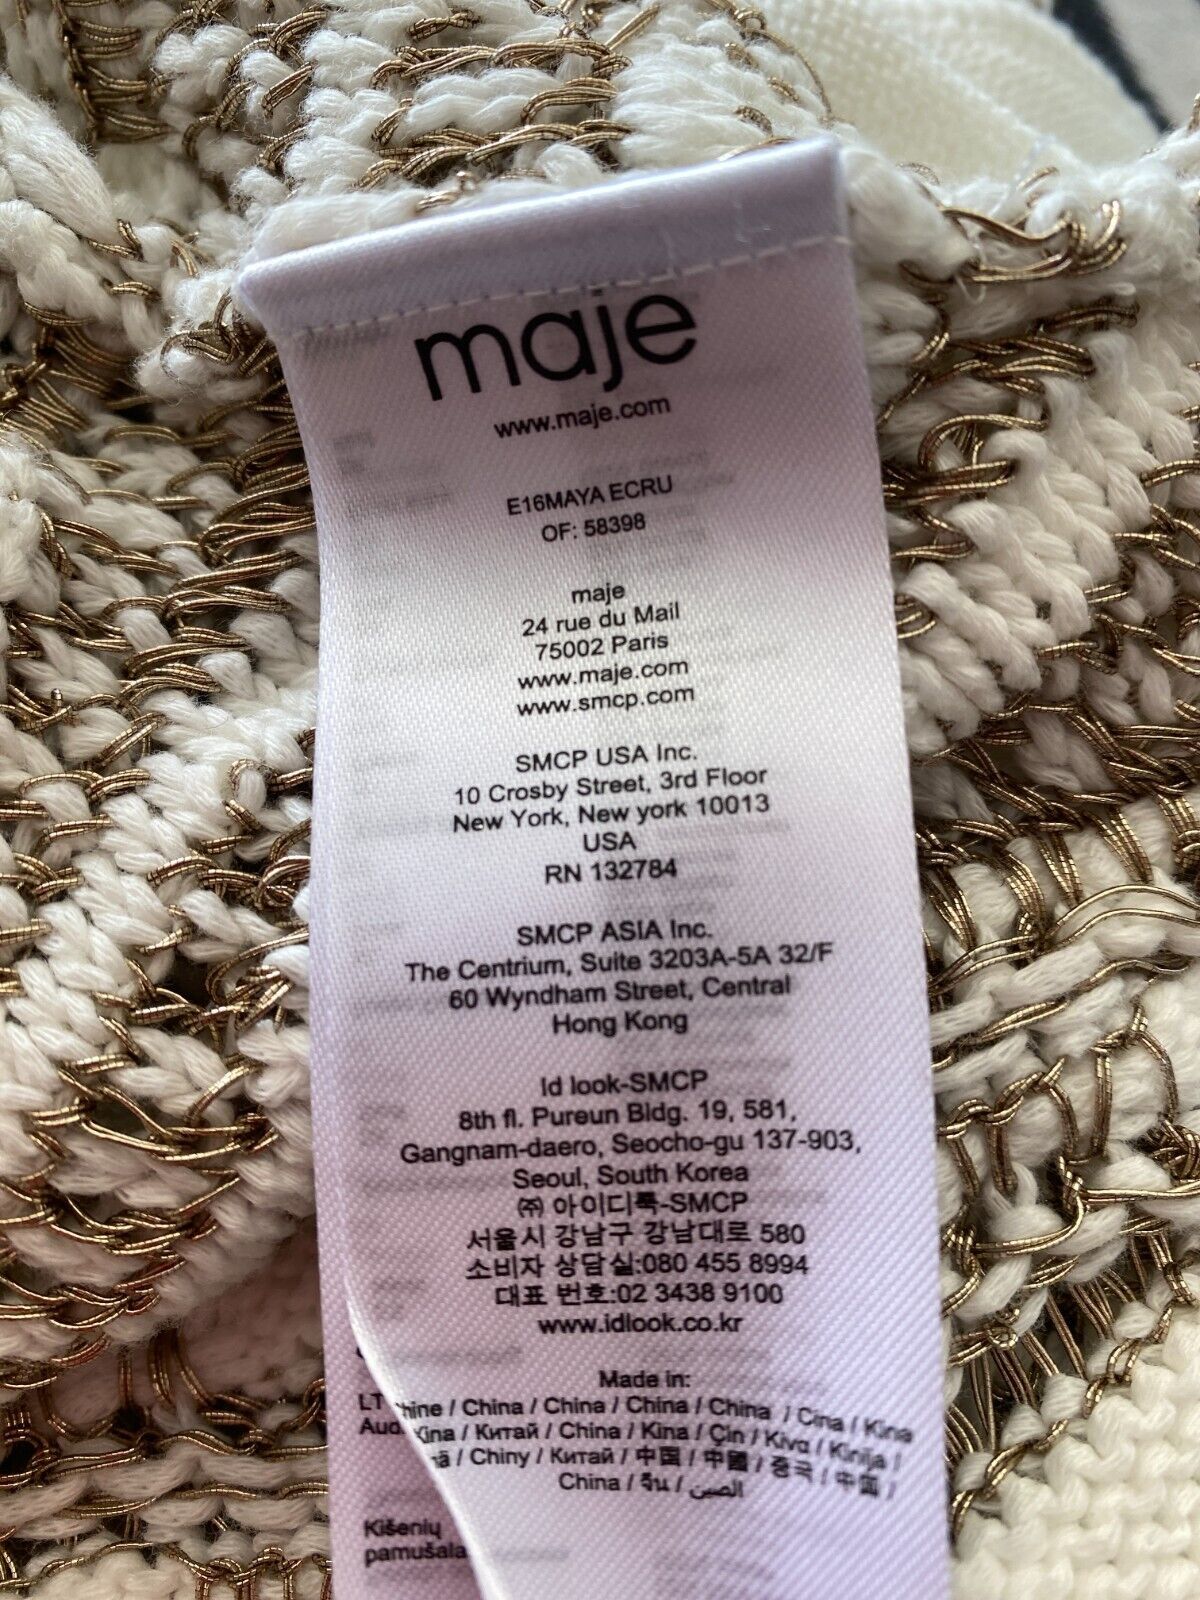 maje
www.maje.com
E16MAYA ECRU
OF: 58398
maje
24 rue du Mail
75002 Paris
www.maje.com
www.smcp.com
SMCP USA Inc.
10 Crosby Street, 3rd Floor
New York, New york 10013
USA
RN 132784
SMCP ASIA Inc.
The Centrium, Suite 3203A-5A 32/F
60 Wyndham Street, Central
Hong Kong
Id look-SMCP
8th fl. Pureun Bldg. 19, 581,
Gangnam-daero, Seocho-gu 137-903,
Seoul, South Korea
㈜ 아이디룩-SMCP
서울시 강남구 강남대로 580
소비자 상담실:080 455 8994
대표 번호:02 3438 9100
www.idlook.co.kr
Made in:
hine / China / China / China / China / Cina / Kina
Kina / Китай / China / Kina / Çin / Kiva / Kinija /
/ Chiny / Китай / 中国 / 中國 / 중국 / 中国 /
China / จีน / الصين
LT
Aud
Kišenių
pamušala